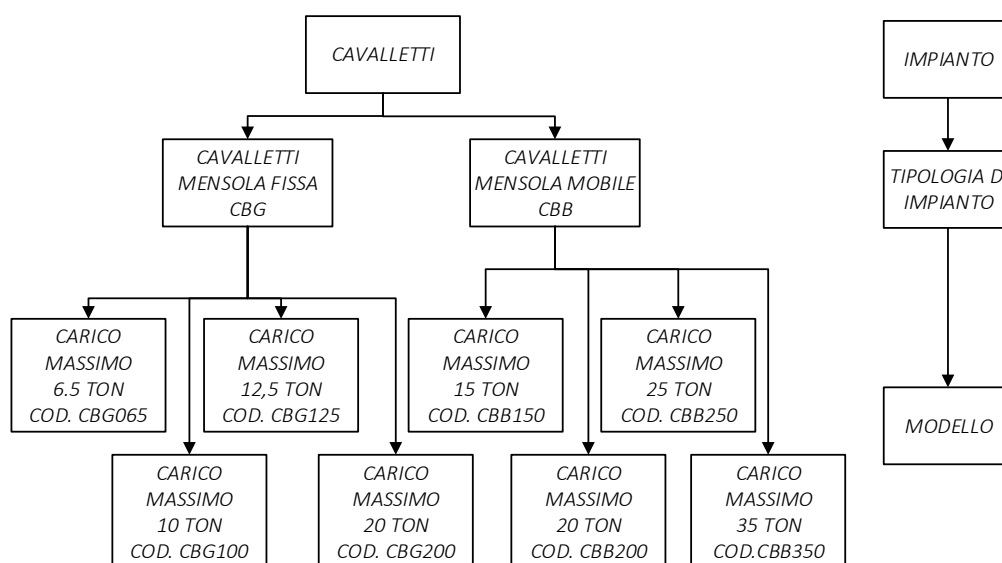 CAVALLETTI
IMPIANTO
CAVALLETTI
MENSOLA FISSA
CBG
CAVALLETTI
MENSOLA MOBILE
CBB
TIPOLOGIA D
IMPIANTO
CARICO
MASSIMO
6.5 TON
COD. CBG065
CARICO
MASSIMO
12,5 TON
COD. CBG125
CARICO
MASSIMO
15 TON
COD. CBB150
CARICO
MASSIMO
25 TON
COD. CBB250
MODELLO
CARICO
MASSIMO
10 TON
COD. CBG100
CARICO
MASSIMO
20 TON
COD. CBG200
CARICO
MASSIMO
20 TON
COD. CBB200
CARICO
MASSIMO
35 TON
COD.CBB350